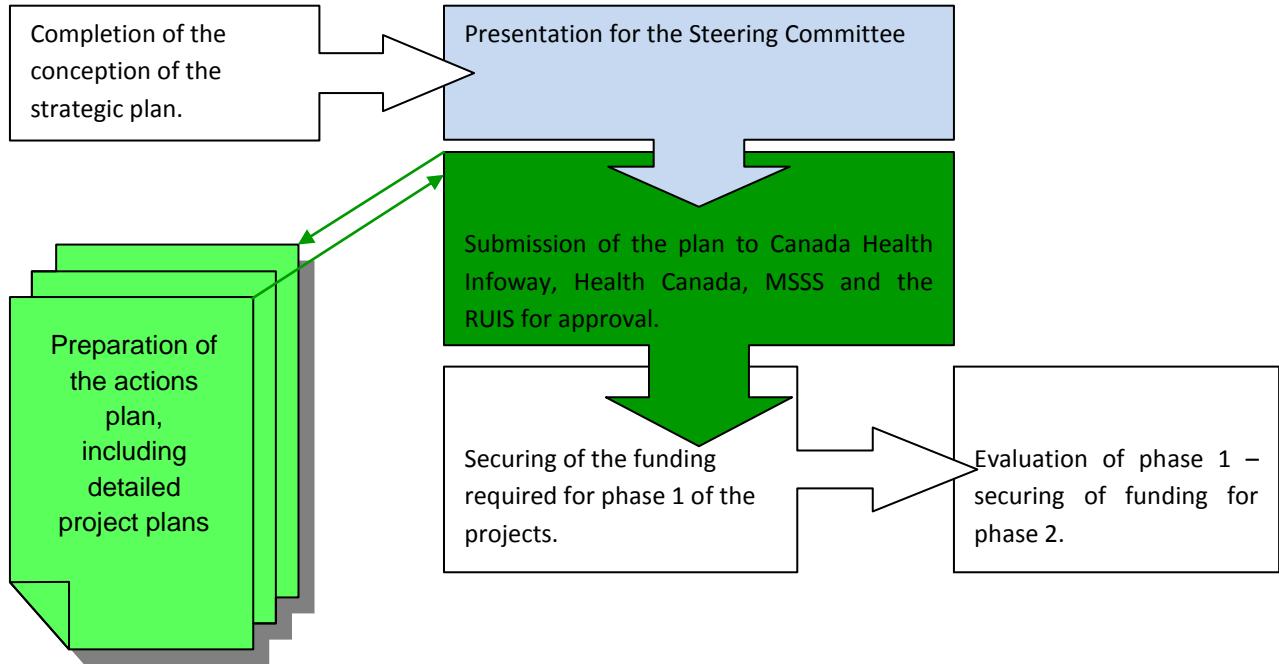 Completion of the
conception of the
strategic plan.
Presentation for the Steering Committee
Submission of the plan to Canada Health
Infoway, Health Canada, MSSS and the
RUIS for approval.
Preparation of
the actions
plan,
including
detailed
project plans
Securing of the funding
required for phase 1 of the
projects.
Evaluation of phase 1 –
securing of funding for
phase 2.